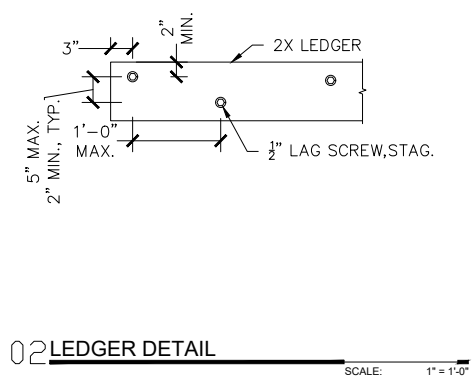 3"
2"
MIN.
2X LEDGER
5" MAX.
2" MIN., TYP.
1'-0"
MAX.
½" LAG SCREW,STAG.
02 LEDGER DETAIL
SCALE: 1" = 1'-0"